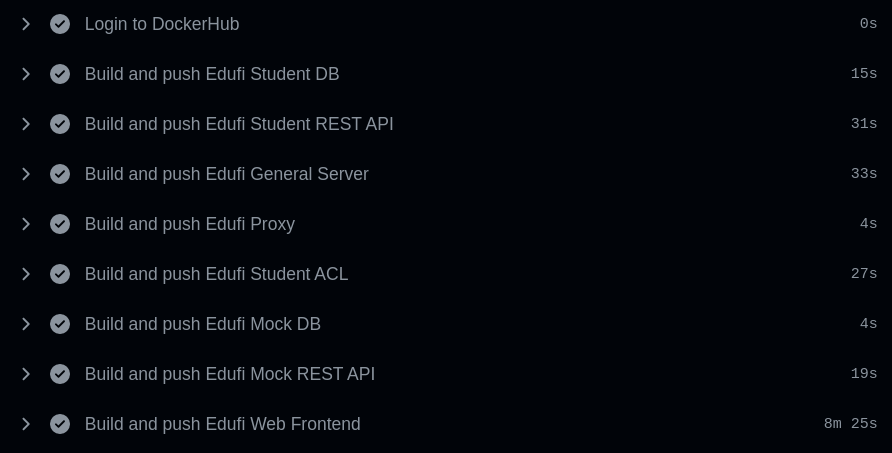 Login to DockerHub 0s
Build and push Edufi Student DB 15s
Build and push Edufi Student REST API 31s
Build and push Edufi General Server 33s
Build and push Edufi Proxy 4s
Build and push Edufi Student ACL 27s
Build and push Edufi Mock DB 4s
Build and push Edufi Mock REST API 19s
Build and push Edufi Web Frontend 8m 25s